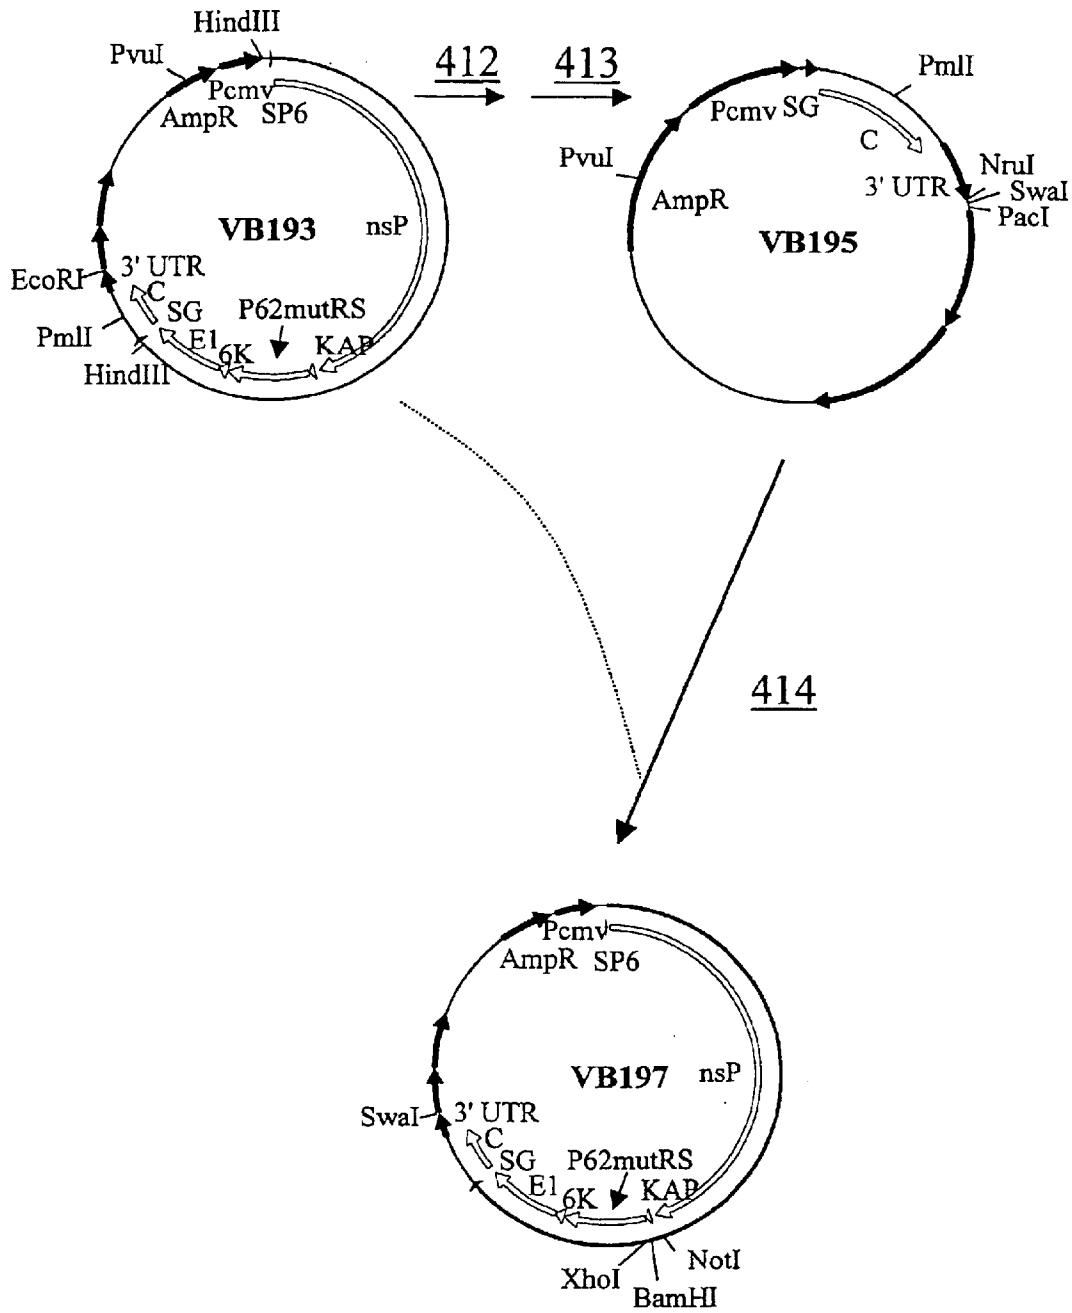 HindIII
PvuI
Pcmv
AmpR
SP6
VB193
nsP
EcoRI
3' UTR
C
SG
P62mutRS
PmlI
E1
6K
KAP
HindIII
412
413
PmlI
Pcmv
SG
C
PvuI
NruI
3' UTR
SwaI
AmpR
PacI
VB195
414
Pcmv
AmpR
SP6
VB197
nsP
SwaI
3' UTR
C
SG
P62mutRS
E1
6K
KAP
NotI
XhoI
BamHI